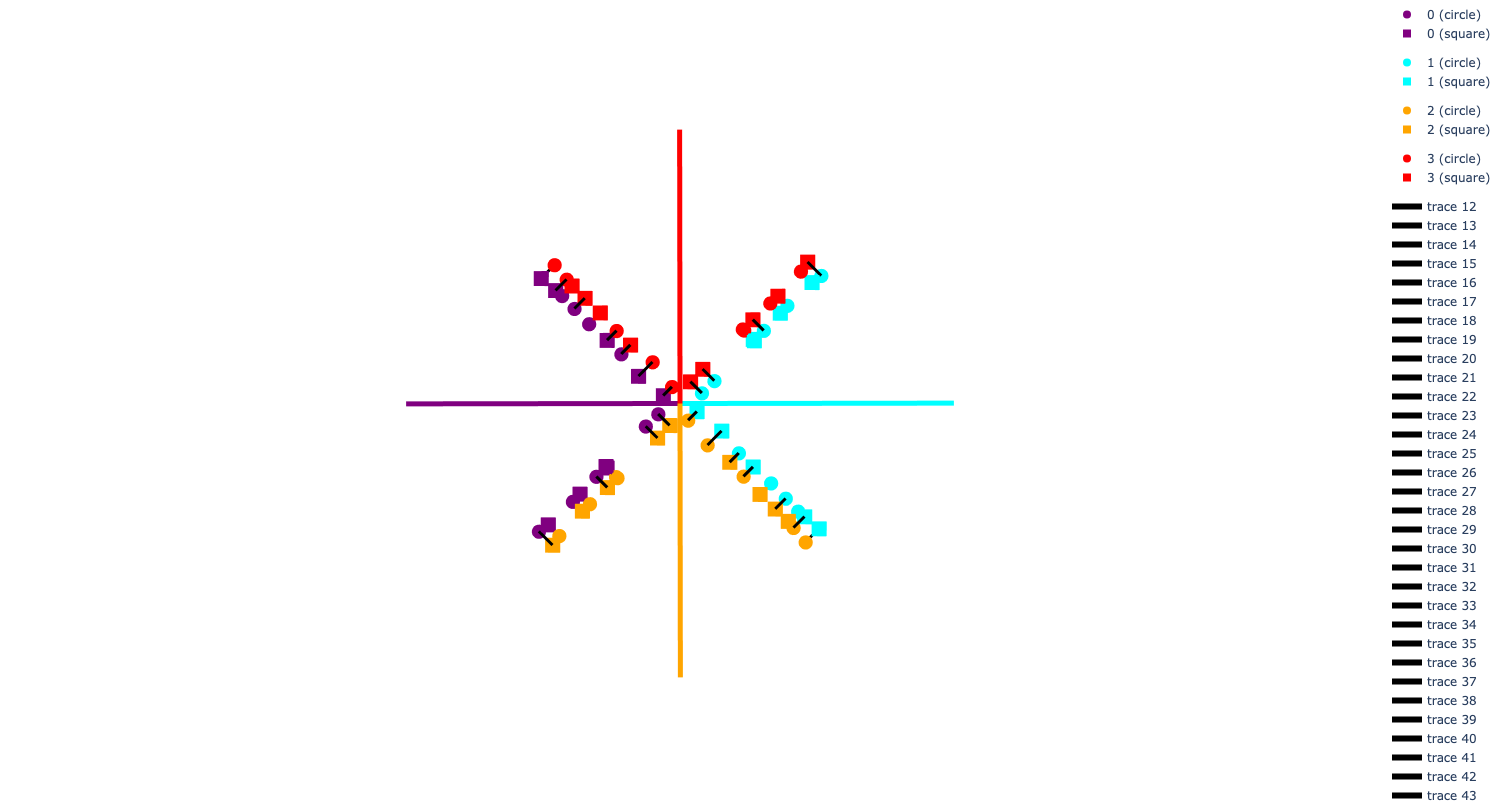 0 (circle)
0 (square)
1 (circle)
1 (square)
2 (circle)
2 (square)
3 (circle)
3 (square)
trace 12
trace 13
trace 14
trace 15
trace 16
trace 17
trace 18
trace 19
trace 20
trace 21
trace 22
trace 23
trace 24
trace 25
trace 26
trace 27
trace 28
trace 29
trace 30
trace 31
trace 32
trace 33
trace 34
trace 35
trace 36
trace 37
trace 38
trace 39
trace 40
trace 41
trace 42
trace 43